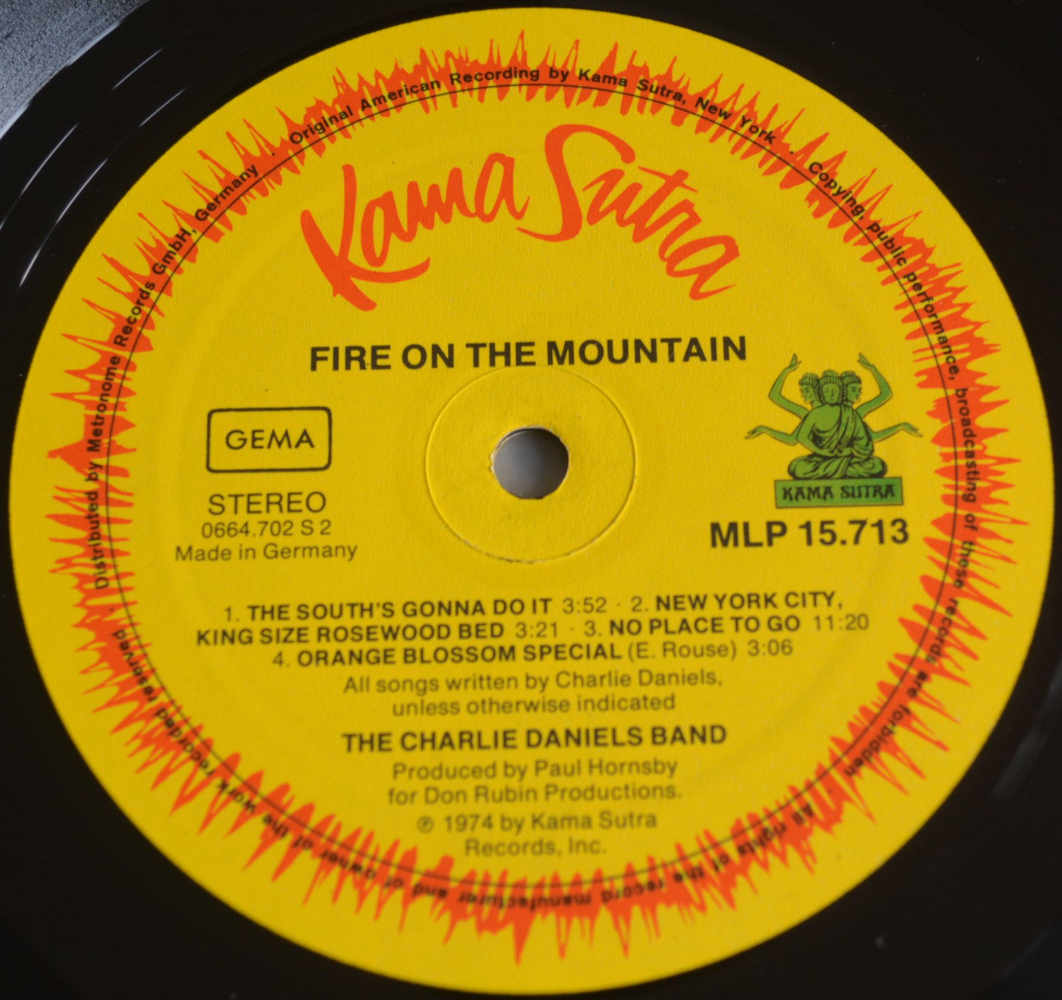 Distributed by Metronome Records GmbH, Germany · Original American Recording by Kama Sutra, New York · Copying, public performance, broadcasting of those records are forbidden · All rights of the record manufacturer and of owner of the work recorded reserved ·
Kama Sutra
FIRE ON THE MOUNTAIN
GEMA
STEREO
0664.702 S 2
Made in Germany
KAMA SUTRA
MLP 15.713
1. THE SOUTH'S GONNA DO IT 3:52 · 2. NEW YORK CITY,
KING SIZE ROSEWOOD BED 3:21 · 3. NO PLACE TO GO 11:20
4. ORANGE BLOSSOM SPECIAL (E. Rouse) 3:06
All songs written by Charlie Daniels,
unless otherwise indicated
THE CHARLIE DANIELS BAND
Produced by Paul Hornsby
for Don Rubin Productions.
℗ 1974 by Kama Sutra
Records, Inc.